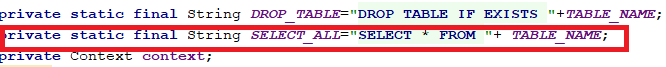 private static final String DROP_TABLE="DROP TABLE IF EXISTS "+TABLE_NAME;
private static final String SELECT_ALL="SELECT * FROM "+ TABLE_NAME;
private Context context;